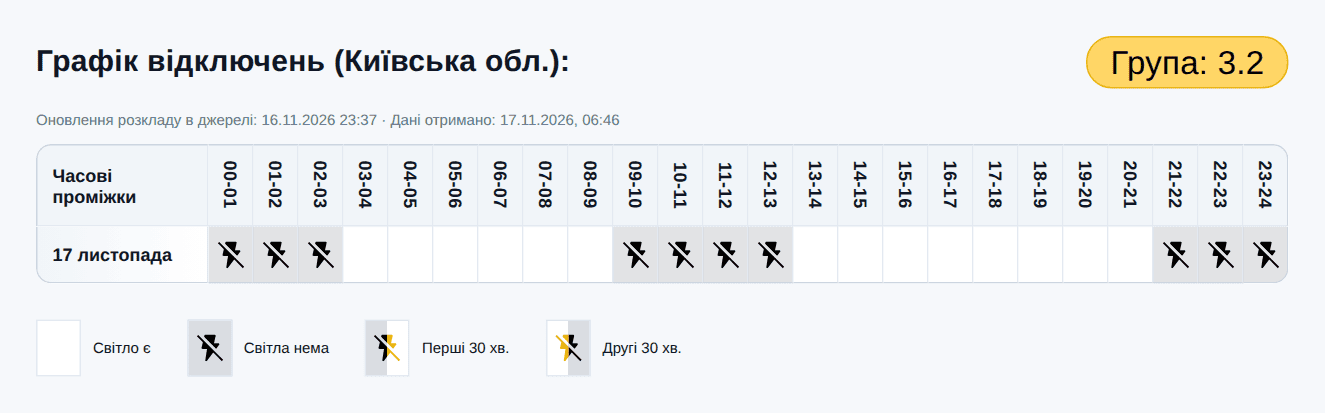 Графік відключень (Київська обл.):
Група: 3.2
Оновлення розкладу в джерелі: 16.11.2026 23:37 · Дані отримано: 17.11.2026, 06:46
Часові
проміжки
00-01
01-02
02-03
03-04
04-05
05-06
06-07
07-08
08-09
09-10
10-11
11-12
12-13
13-14
14-15
15-16
16-17
17-18
18-19
19-20
20-21
21-22
22-23
23-24
17 листопада
Світло є
Світла нема
Перші 30 хв.
Другі 30 хв.